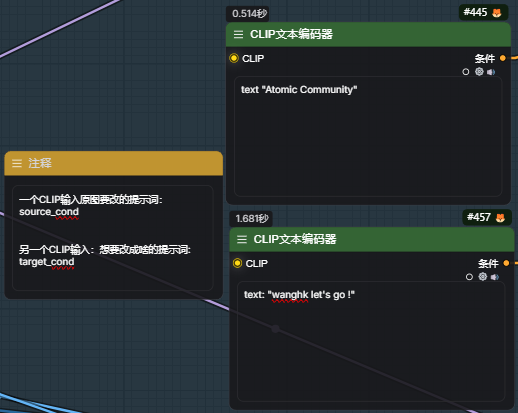 0.514秒
#445
CLIP文本编码器
CLIP
条件
text "Atomic Community"
注释
一个CLIP输入原图要改的提示词：
source_cond
另一个CLIP输入：想要改成啥的提示词：
target_cond
1.681秒
#457
CLIP文本编码器
CLIP
条件
text: "wanghk let's go !"